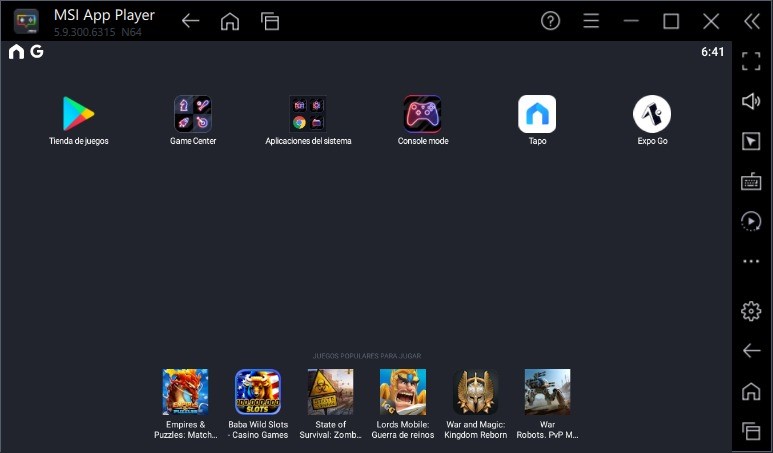 MSI App Player
5.9.300.6315 N64
6:41
Tienda de juegos
Game Center
Aplicaciones del sistema
Console mode
Tapo
Expo Go
JUEGOS POPULARES PARA JUGAR
Empires &
Puzzles: Match...
Baba Wild Slots
- Casino Games
State of
Survival: Zomb...
Lords Mobile:
Guerra de reinos
War and Magic:
Kingdom Reborn
War
Robots. PvP M...